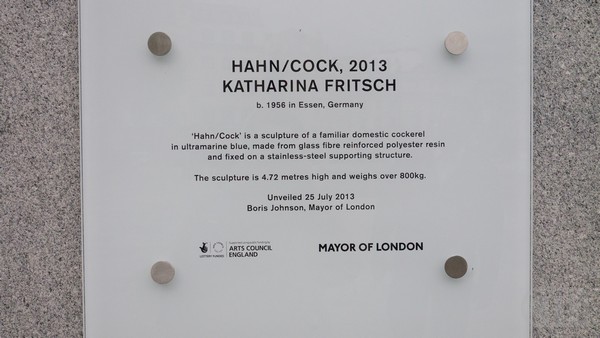 HAHN/COCK, 2013
KATHARINA FRITSCH
b. 1956 in Essen, Germany
'Hahn/Cock' is a sculpture of a familiar domestic cockerel
in ultramarine blue, made from glass fibre reinforced polyester resin
and fixed on a stainless-steel supporting structure.
The sculpture is 4.72 metres high and weighs over 800kg.
Unveiled 25 July 2013
Boris Johnson, Mayor of London
LOTTERY FUNDED
ARTS COUNCIL
ENGLAND
MAYOR OF LONDON